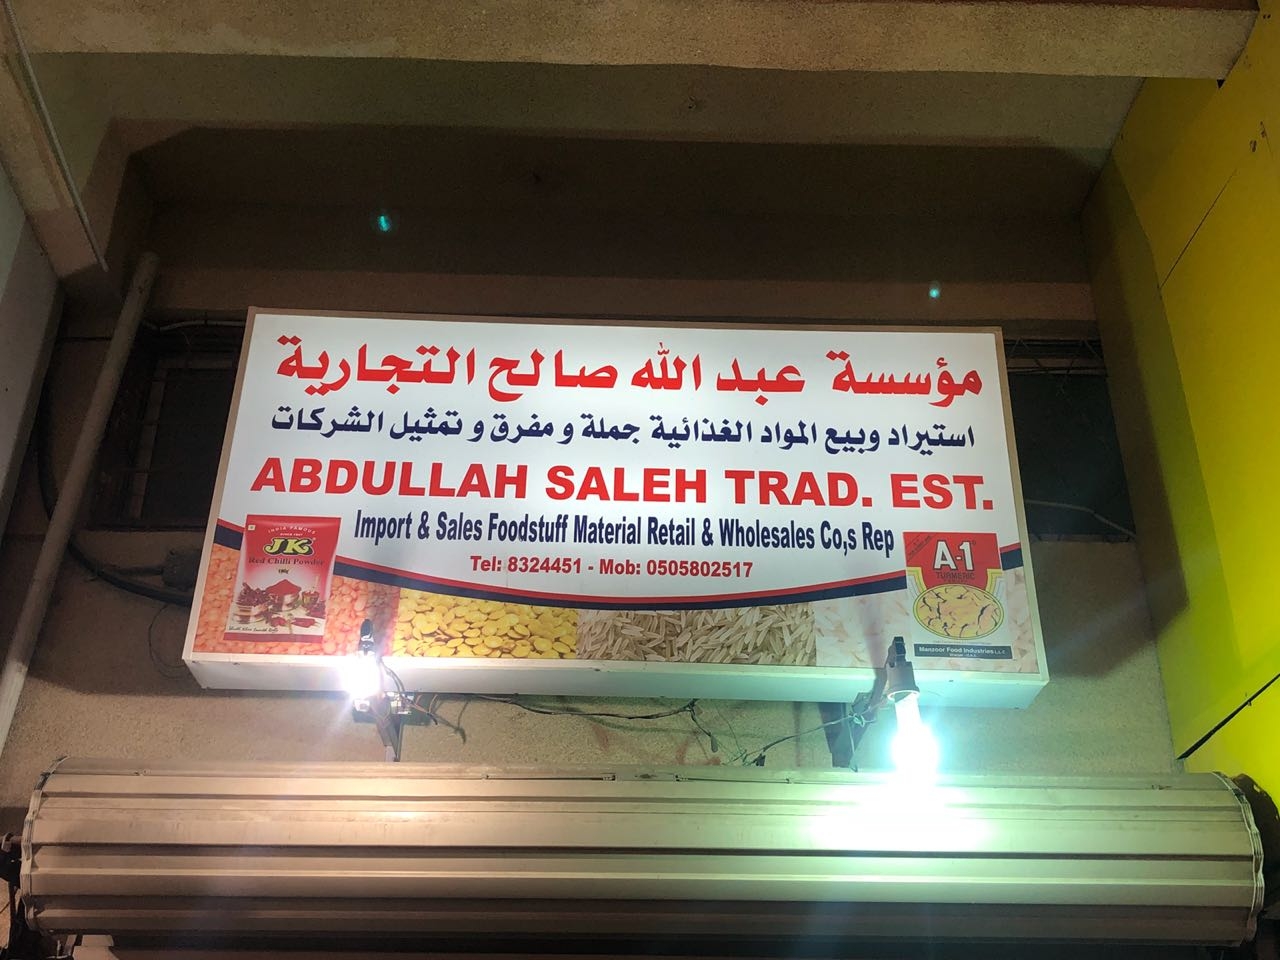 مؤسسة عبد الله صالح التجارية
استيراد وبيع المواد الغذائية جملة و مفرق و تمثيل الشركات
ABDULLAH SALEH TRAD. EST.
Import & Sales Foodstuff Material Retail & Wholesales Co,s Rep
Tel: 8324451 - Mob: 0505802517
INDIA FAMOUS
JK
Red Chilli Powder
A-1
TURMERIC
Manzoor Food Industries L.L.C